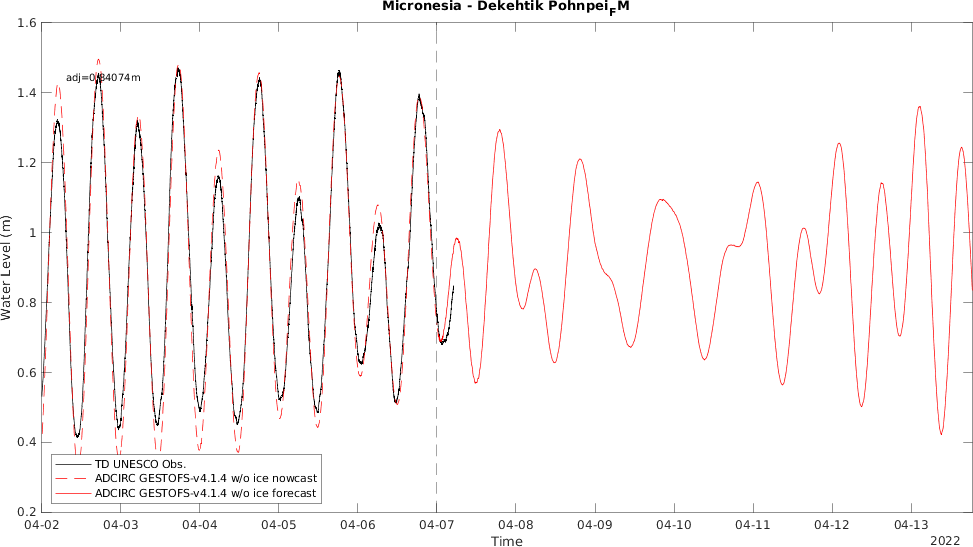 Micronesia - Dekehtik Pohnpei_FM
adj=0.84074m
Water Level (m)
1.6
1.4
1.2
1
0.8
0.6
0.4
0.2
TD UNESCO Obs.
ADCIRC GESTOFS-v4.1.4 w/o ice nowcast
ADCIRC GESTOFS-v4.1.4 w/o ice forecast
04-02 04-03 04-04 04-05 04-06 04-07 04-08 04-09 04-10 04-11 04-12 04-13
Time
2022